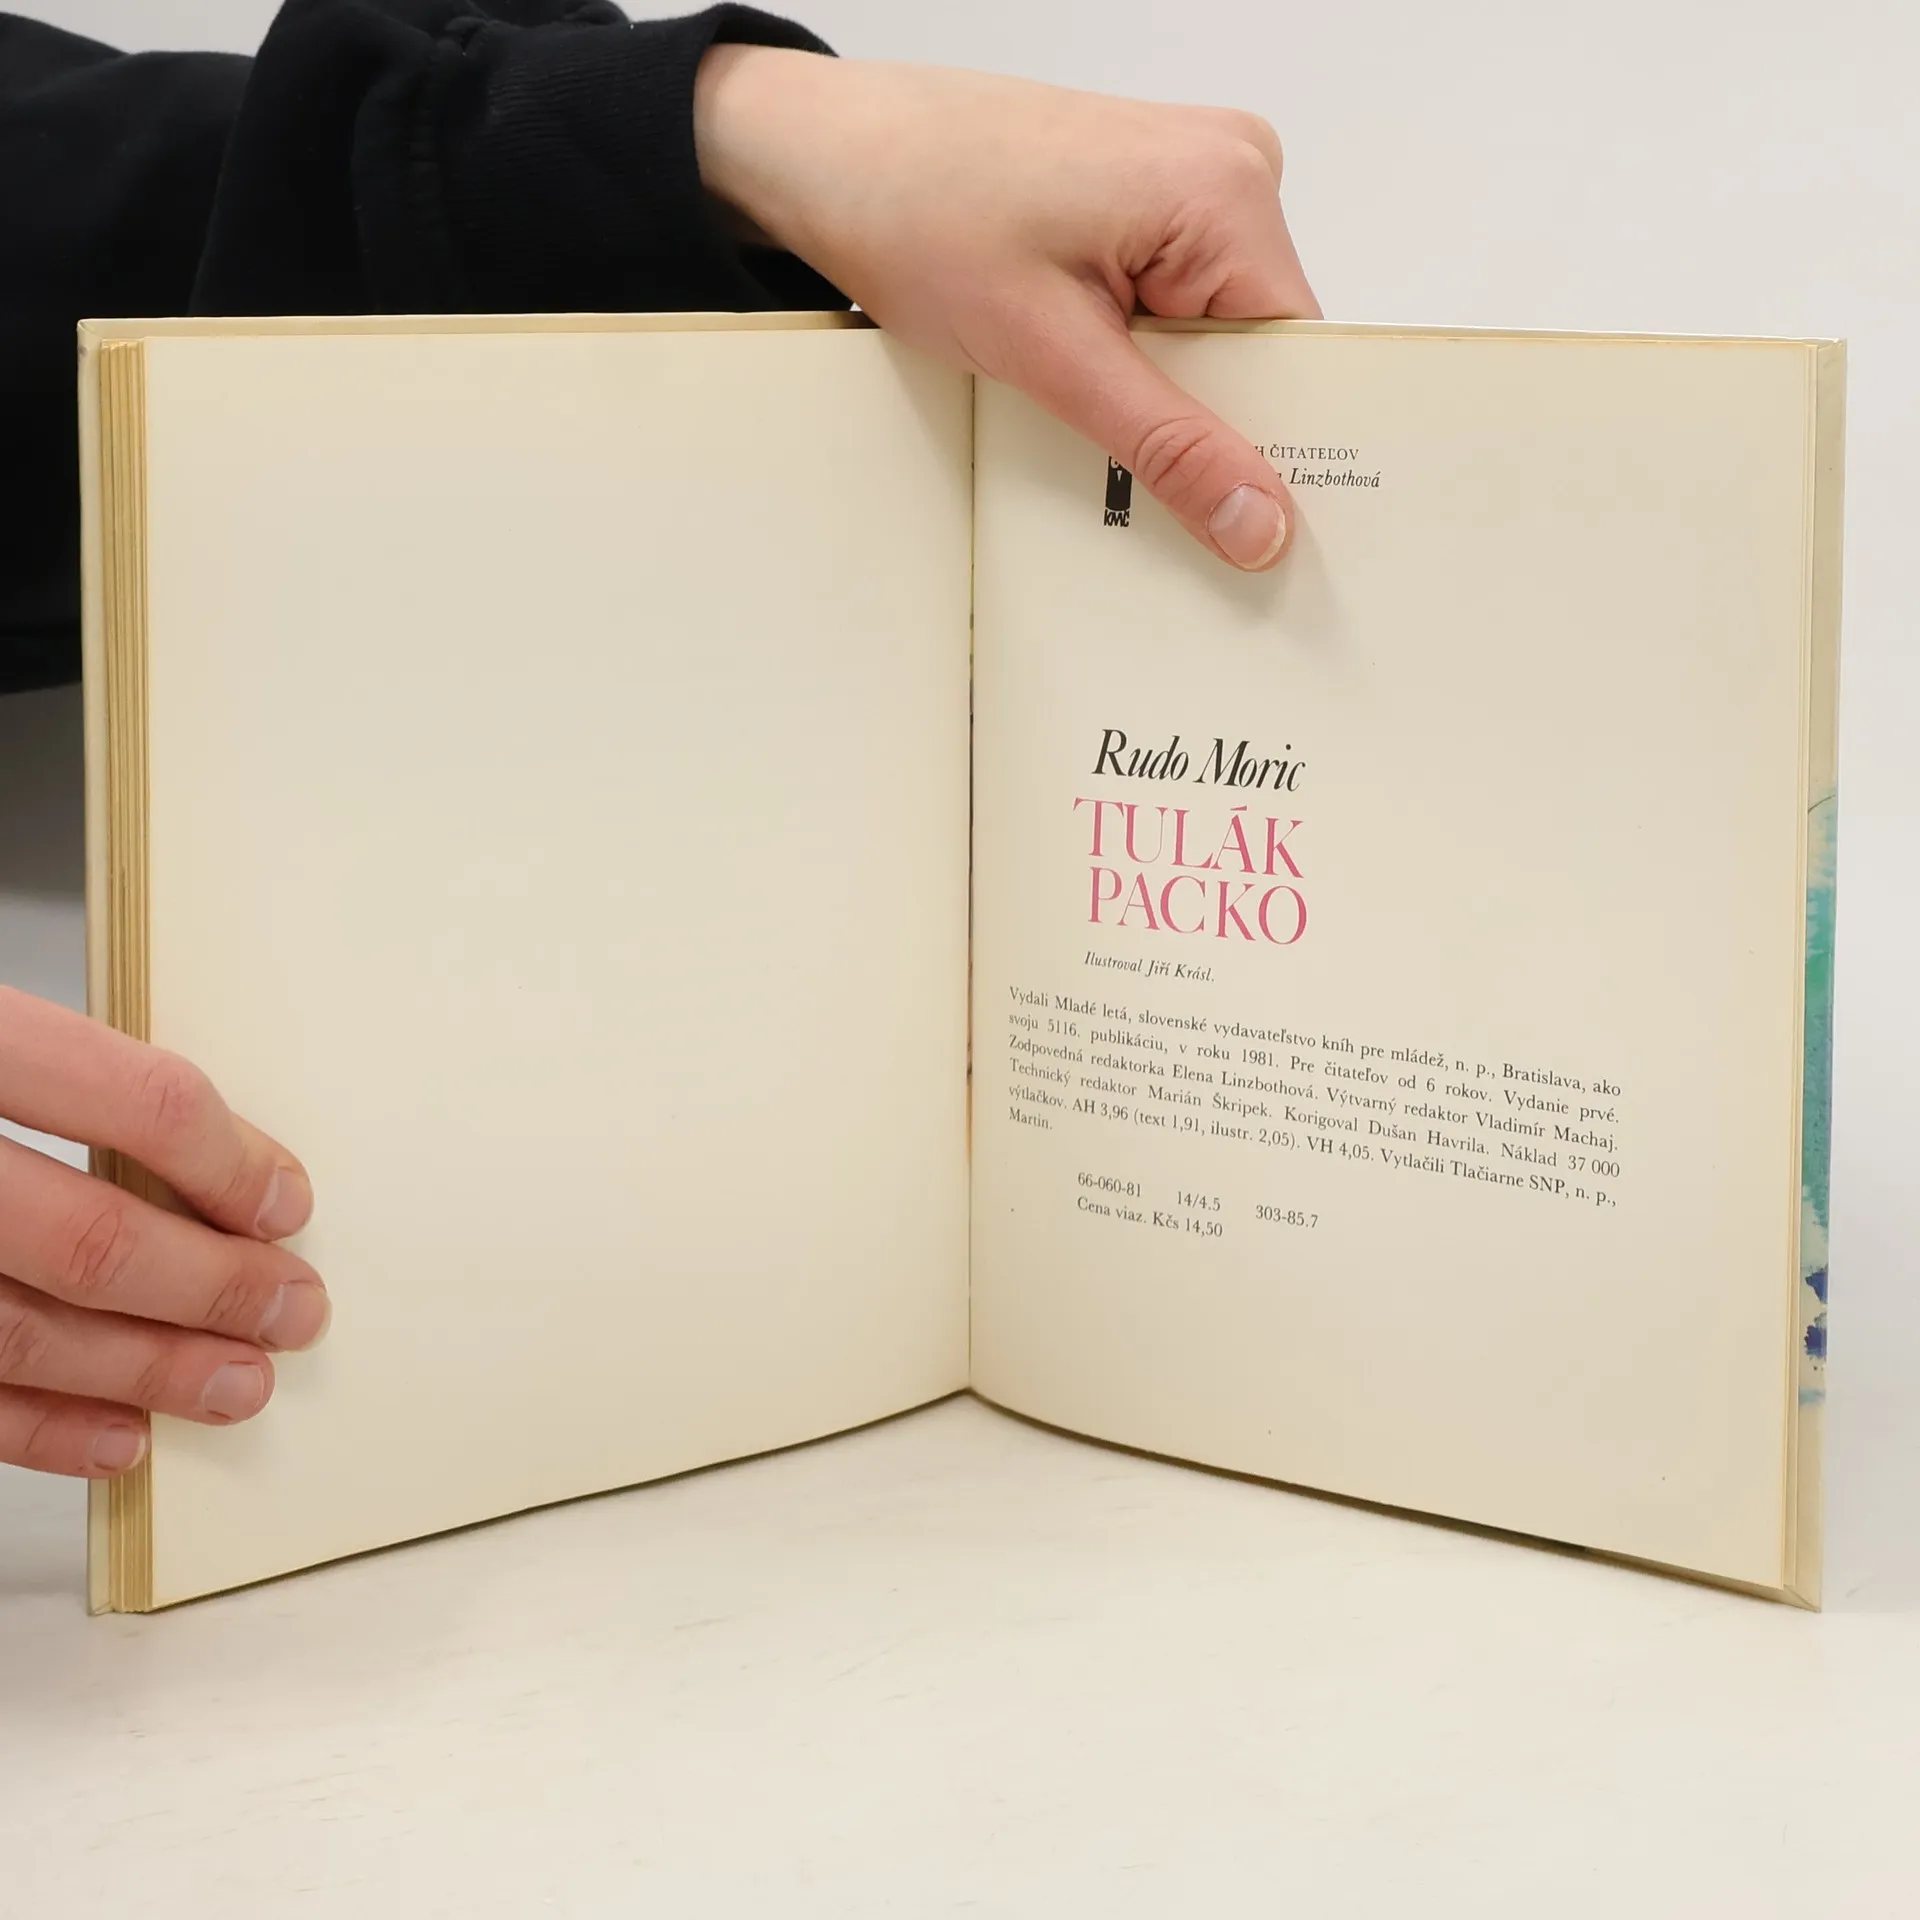 ČITATEĽOV
Linzbothová
KMČ
Rudo Moric
TULÁK
PACKO
Ilustroval Jiří Krásl.
Vydali Mladé letá, slovenské vydavateľstvo kníh pre mládež, n. p., Bratislava, ako
svoju 5116. publikáciu, v roku 1981. Pre čitateľov od 6 rokov. Vydanie prvé.
Zodpovedná redaktorka Elena Linzbothová. Výtvarný redaktor Vladimír Machaj.
Technický redaktor Marián Škripek. Korigoval Dušan Havrila. Náklad 37 000
výtlačkov. AH 3,96 (text 1,91, ilustr. 2,05). VH 4,05. Vytlačili Tlačiarne SNP, n. p.,
Martin.
66-060-81 14/4.5 303-85.7
Cena viaz. Kčs 14,50